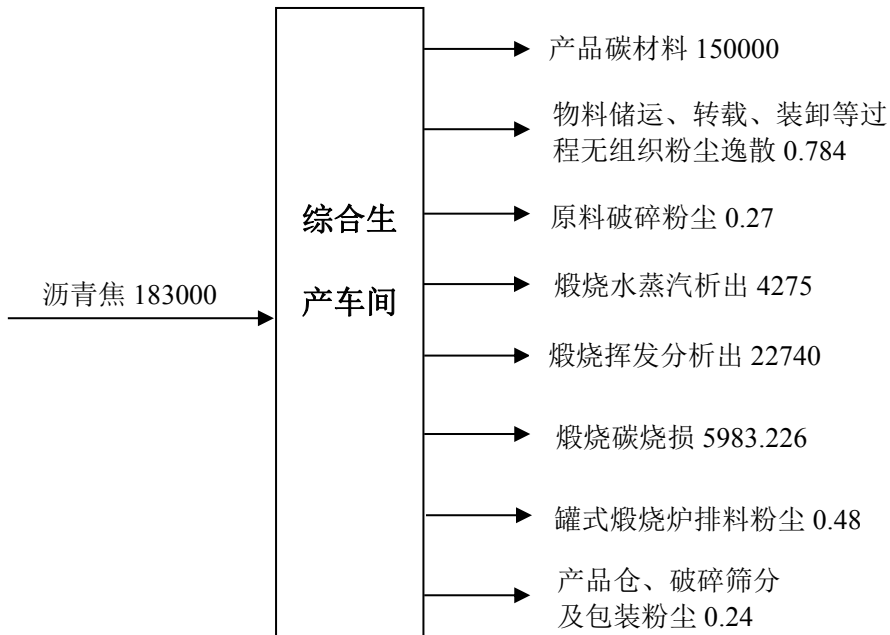 产品碳材料 150000
物料储运、转载、装卸等过
程无组织粉尘逸散 0.784
综合生
产车间
原料破碎粉尘 0.27
沥青焦 183000
煅烧水蒸汽析出 4275
煅烧挥发分析出 22740
煅烧碳烧损 5983.226
罐式煅烧炉排料粉尘 0.48
产品仓、破碎筛分
及包装粉尘 0.24